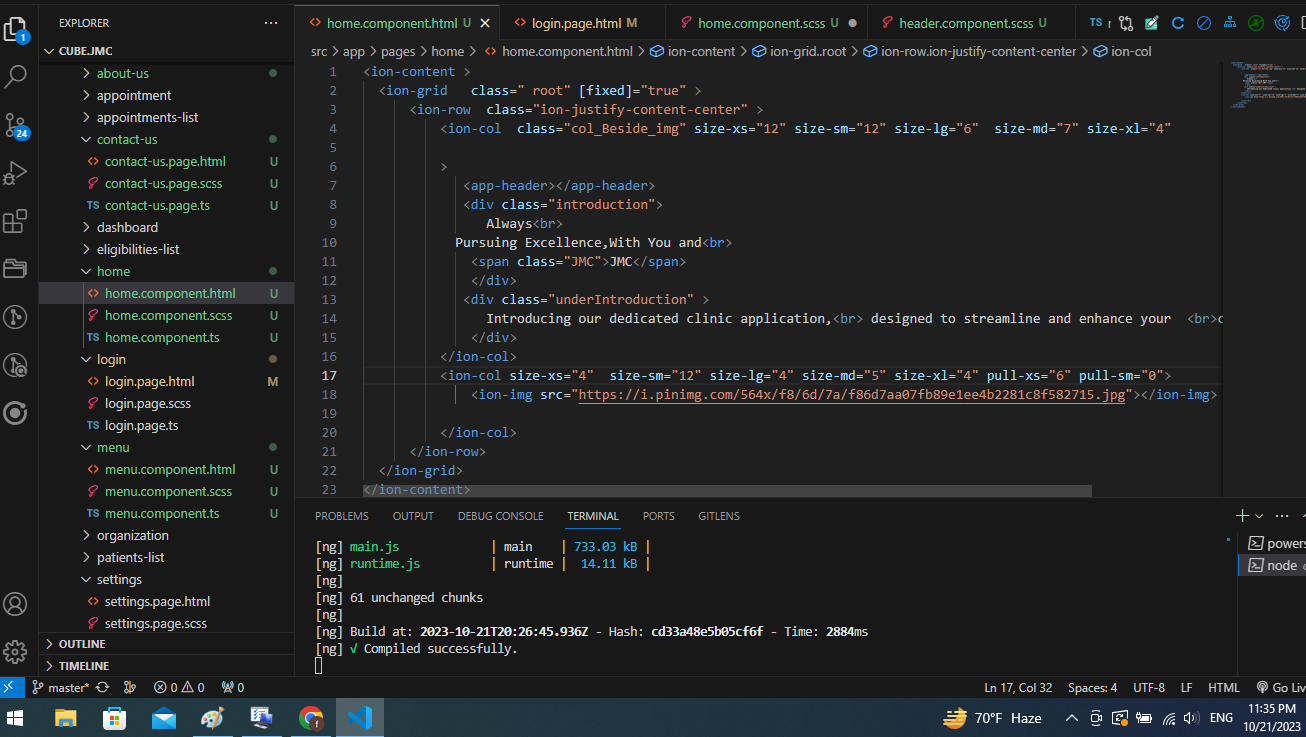 EXPLORER
CUBE.JMC
about-us
appointment
appointments-list
contact-us
contact-us.page.html U
contact-us.page.scss U
TS contact-us.page.ts U
dashboard
eligibilities-list
home
home.component.html U
home.component.scss U
TS home.component.ts U
login
login.page.html M
login.page.scss
TS login.page.ts
menu
menu.component.html U
menu.component.scss U
TS menu.component.ts U
organization
patients-list
settings
settings.page.html
settings.page.scss
OUTLINE
TIMELINE
1
24
home.component.html U
login.page.html M
home.component.scss U
header.component.scss U
TS
src > app > pages > home > home.component.html > ion-content > ion-grid..root > ion-row.ion-justify-content-center > ion-col
1 <ion-content >
2 <ion-grid class=" root" [fixed]="true" >
3 <ion-row class="ion-justify-content-center" >
4 <ion-col class="col_Beside_img" size-xs="12" size-sm="12" size-lg="6" size-md="7" size-xl="4"
5
6 >
7 <app-header></app-header>
8 <div class="introduction">
9 Always<br>
10 Pursuing Excellence,With You and<br>
11 <span class="JMC">JMC</span>
12 </div>
13 <div class="underIntroduction" >
14 Introducing our dedicated clinic application,<br> designed to streamline and enhance your <br>
15 </div>
16 </ion-col>
17 <ion-col size-xs="4" size-sm="12" size-lg="4" size-md="5" size-xl="4" pull-xs="6" pull-sm="0">
18 <ion-img src="https://i.pinimg.com/564x/f8/6d/7a/f86d7aa07fb89e1ee4b2281c8f582715.jpg"></ion-img>
19
20 </ion-col>
21 </ion-row>
22 </ion-grid>
23 </ion-content>
PROBLEMS OUTPUT DEBUG CONSOLE TERMINAL PORTS GITLENS
[ng] main.js | main | 733.03 kB |
[ng] runtime.js | runtime | 14.11 kB |
[ng]
[ng] 61 unchanged chunks
[ng]
[ng] Build at: 2023-10-21T20:26:45.936Z - Hash: cd33a48e5b05cf6f - Time: 2884ms
[ng] √ Compiled successfully.
powers
node
master* 0 0 0
Ln 17, Col 32 Spaces: 4 UTF-8 LF HTML Go Liv
70°F Haze ENG
11:35 PM
10/21/2023